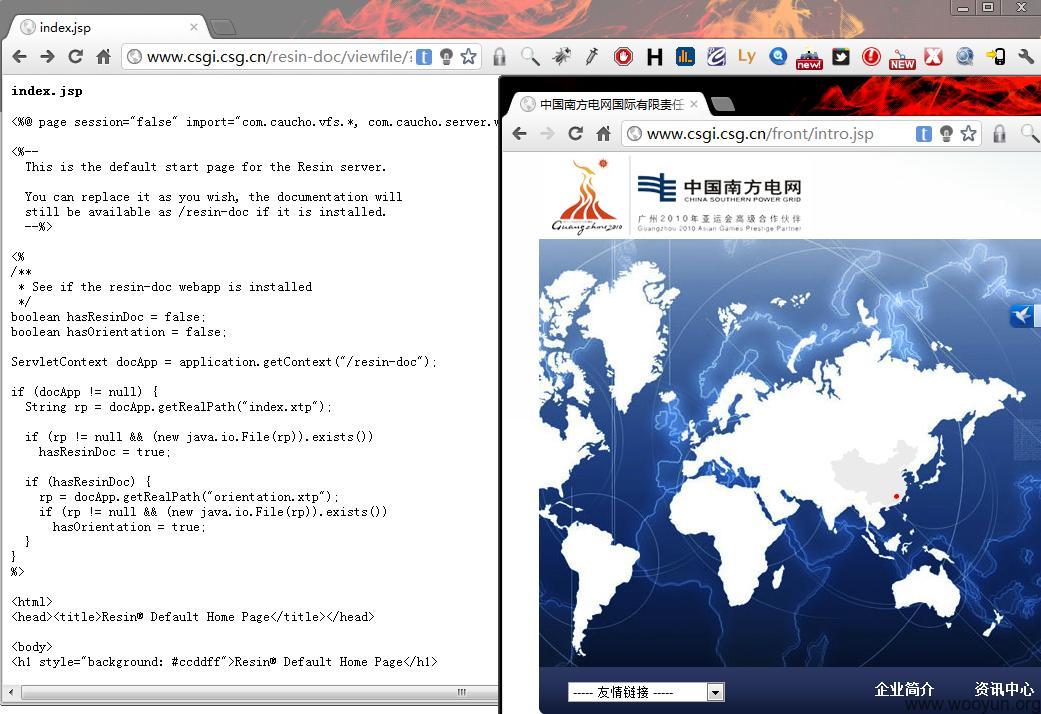 index.jsp
www.csgi.csg.cn/resin-doc/viewfile/?
index.jsp
<%@ page session="false" import="com.caucho.vfs.*, com.caucho.server.w
<%--
This is the default start page for the Resin server.
You can replace it as you wish, the documentation will
still be available as /resin-doc if it is installed.
--%>
<%
/**
* See if the resin-doc webapp is installed
*/
boolean hasResinDoc = false;
boolean hasOrientation = false;
ServletContext docApp = application.getContext("/resin-doc");
if (docApp != null) {
String rp = docApp.getRealPath("index.xtp");
if (rp != null && (new java.io.File(rp)).exists())
hasResinDoc = true;
if (hasResinDoc) {
rp = docApp.getRealPath("orientation.xtp");
if (rp != null && (new java.io.File(rp)).exists())
hasOrientation = true;
}
}
%>
<html>
<head><title>Resin® Default Home Page</title></head>
<body>
<h1 style="background: #ccddff">Resin® Default Home Page</h1>
H
Ly
new!
NEW
中国南方电网国际有限责任
www.csgi.csg.cn/front/intro.jsp
Guangzhou 2010
中国南方电网
CHINA SOUTHERN POWER GRID
广州2010年亚运会高级合作伙伴
Guangzhou 2010 Asian Games Prestige Partner
----- 友情链接 -----
企业简介
资讯中心
www.wooyun.org